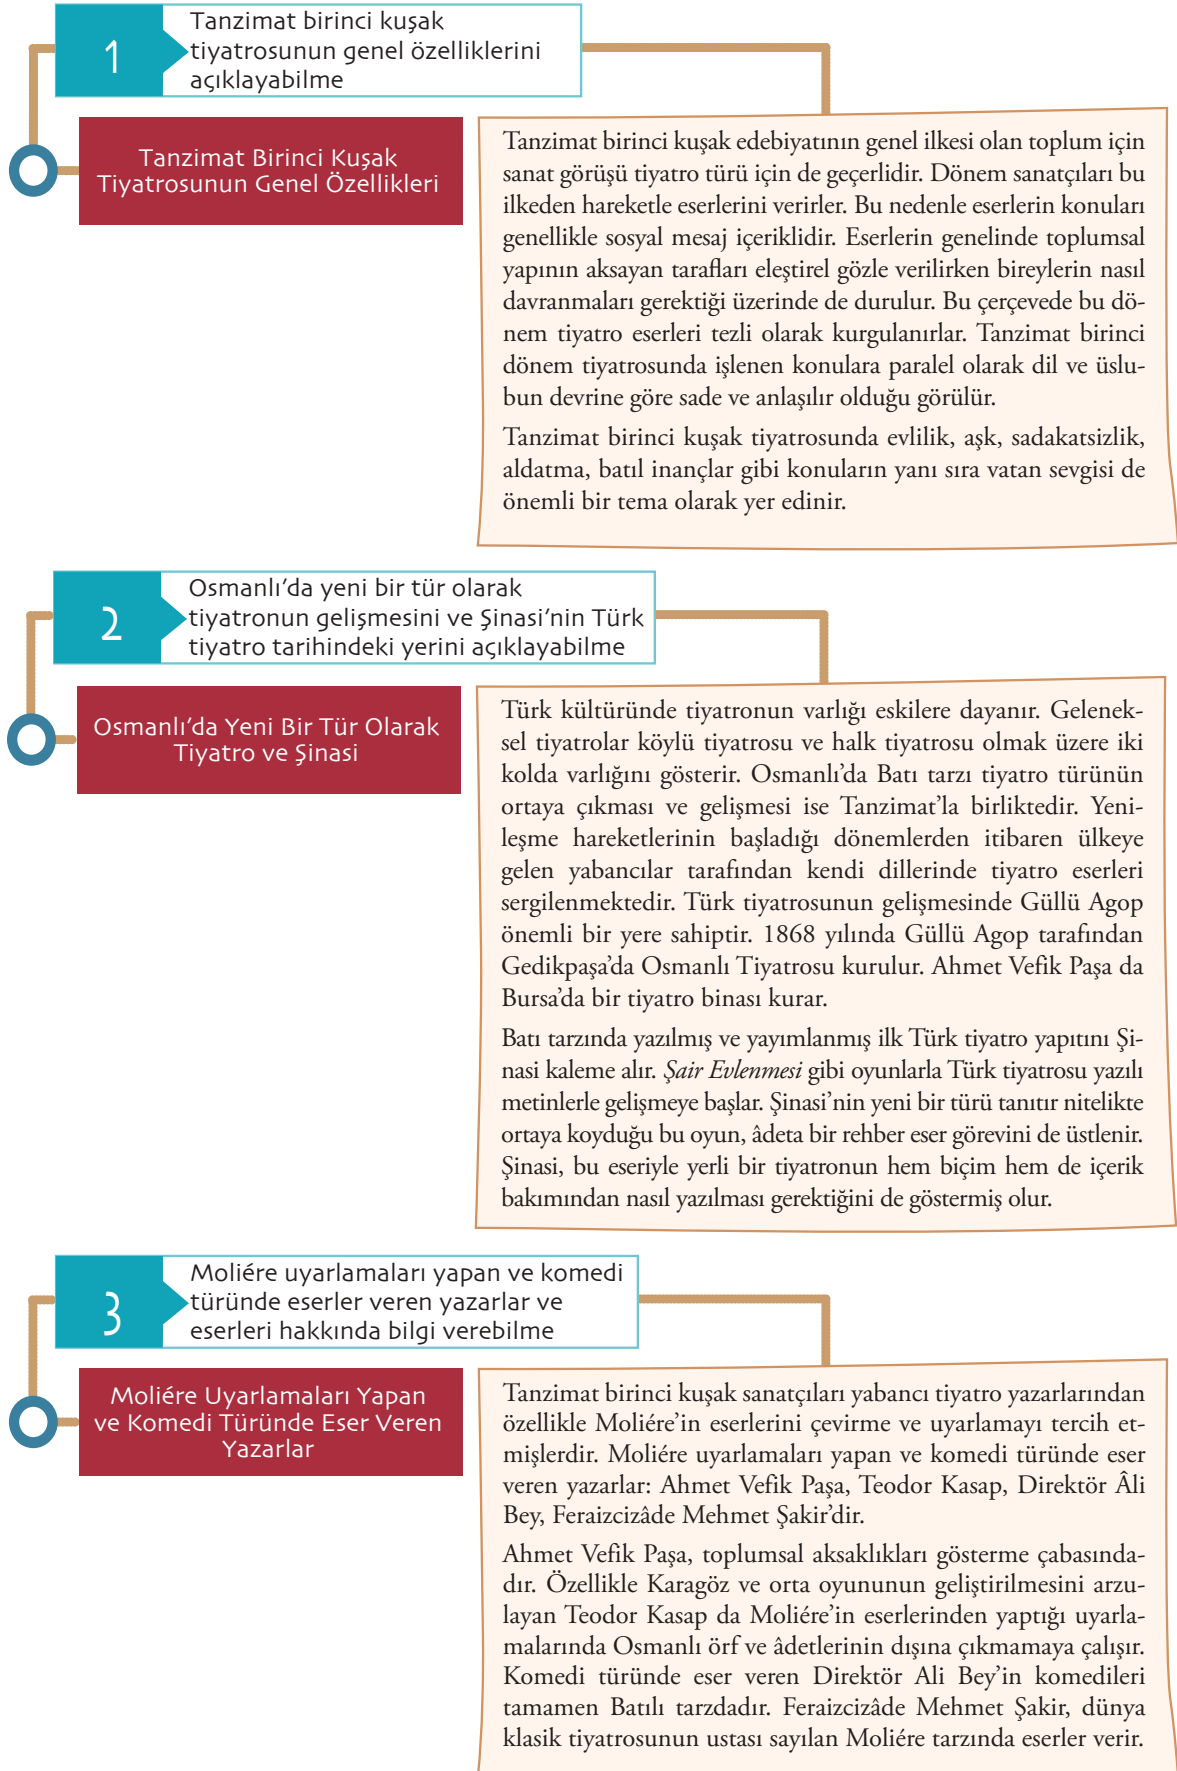 1
Tanzimat birinci kuşak
tiyatrosunun genel özelliklerini
açıklayabilme
Tanzimat Birinci Kuşak
Tiyatrosunun Genel Özellikleri
Tanzimat birinci kuşak edebiyatının genel ilkesi olan toplum için
sanat görüşü tiyatro türü için de geçerlidir. Dönem sanatçıları bu
ilkeden hareketle eserlerini verirler. Bu nedenle eserlerin konuları
genellikle sosyal mesaj içeriklidir. Eserlerin genelinde toplumsal
yapının aksayan tarafları eleştirel gözle verilirken bireylerin nasıl
davranmaları gerektiği üzerinde de durulur. Bu çerçevede bu dö-
nem tiyatro eserleri tezli olarak kurgulanırlar. Tanzimat birinci
dönem tiyatrosunda işlenen konulara paralel olarak dil ve üslu-
bun devrine göre sade ve anlaşılır olduğu görülür.
Tanzimat birinci kuşak tiyatrosunda evlilik, aşk, sadakatsizlik,
aldatma, batıl inançlar gibi konuların yanı sıra vatan sevgisi de
önemli bir tema olarak yer edinir.
2
Osmanlı'da yeni bir tür olarak
tiyatronun gelişmesini ve Şinasi'nin Türk
tiyatro tarihindeki yerini açıklayabilme
Osmanlı'da Yeni Bir Tür Olarak
Tiyatro ve Şinasi
Türk kültüründe tiyatronun varlığı eskilere dayanır. Gelenek-
sel tiyatrolar köylü tiyatrosu ve halk tiyatrosu olmak üzere iki
kolda varlığını gösterir. Osmanlı'da Batı tarzı tiyatro türünün
ortaya çıkması ve gelişmesi ise Tanzimat'la birliktedir. Yeni-
leşme hareketlerinin başladığı dönemlerden itibaren ülkeye
gelen yabancılar tarafından kendi dillerinde tiyatro eserleri
sergilenmektedir. Türk tiyatrosunun gelişmesinde Güllü Agop
önemli bir yere sahiptir. 1868 yılında Güllü Agop tarafından
Gedikpaşa'da Osmanlı Tiyatrosu kurulur. Ahmet Vefik Paşa da
Bursa'da bir tiyatro binası kurar.
Batı tarzında yazılmış ve yayımlanmış ilk Türk tiyatro yapıtını Şi-
nasi kaleme alır. Şair Evlenmesi gibi oyunlarla Türk tiyatrosu yazılı
metinlerle gelişmeye başlar. Şinasi'nin yeni bir türü tanıtır nitelikte
ortaya koyduğu bu oyun, âdeta bir rehber eser görevini de üstlenir.
Şinasi, bu eseriyle yerli bir tiyatronun hem biçim hem de içerik
bakımından nasıl yazılması gerektiğini de göstermiş olur.
3
Moliére uyarlamaları yapan ve komedi
türünde eserler veren yazarlar ve
eserleri hakkında bilgi verebilme
Moliére Uyarlamaları Yapan
ve Komedi Türünde Eser Veren
Yazarlar
Tanzimat birinci kuşak sanatçıları yabancı tiyatro yazarlarından
özellikle Moliére'in eserlerini çevirme ve uyarlamayı tercih et-
mişlerdir. Moliére uyarlamaları yapan ve komedi türünde eser
veren yazarlar: Ahmet Vefik Paşa, Teodor Kasap, Direktör Âli
Bey, Feraizcizâde Mehmet Şakir'dir.
Ahmet Vefik Paşa, toplumsal aksaklıkları gösterme çabasında-
dır. Özellikle Karagöz ve orta oyununun geliştirilmesini arzu-
layan Teodor Kasap da Moliére'in eserlerinden yaptığı uyarla-
malarında Osmanlı örf ve âdetlerinin dışına çıkmamaya çalışır.
Komedi türünde eser veren Direktör Ali Bey'in komedileri
tamamen Batılı tarzdadır. Feraizcizâde Mehmet Şakir, dünya
klasik tiyatrosunun ustası sayılan Moliére tarzında eserler verir.